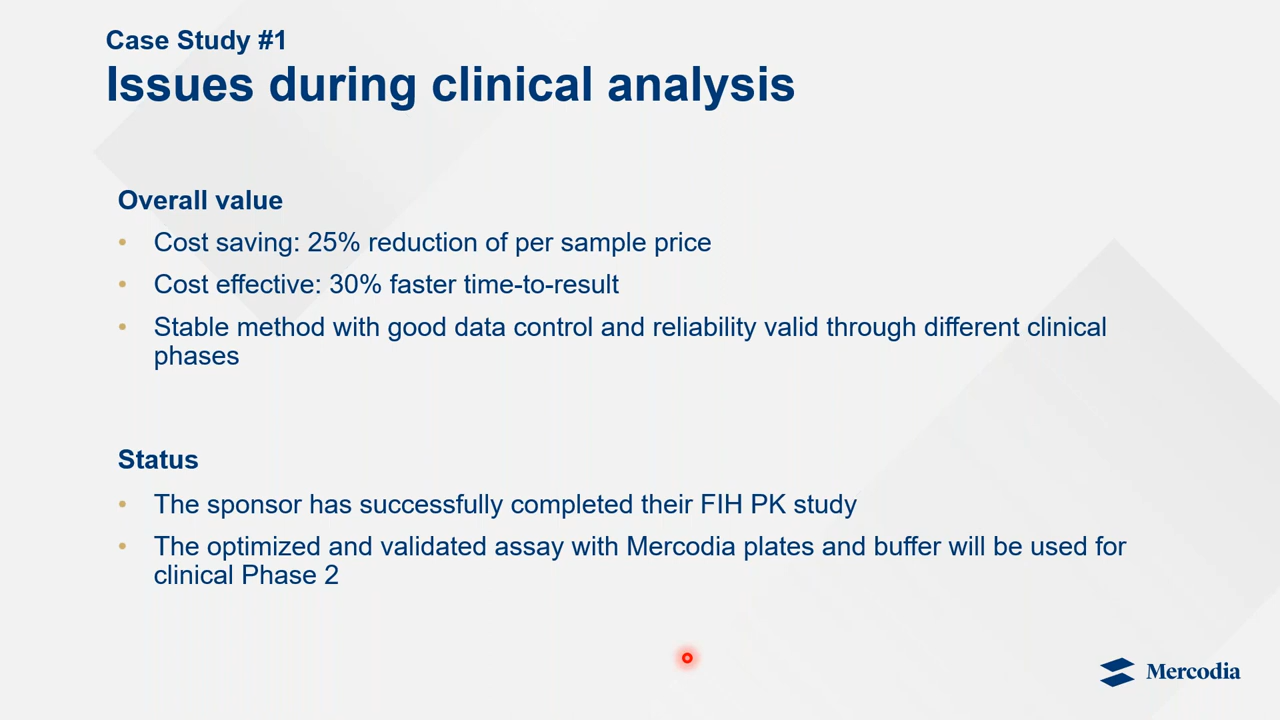 Case Study #1
Issues during clinical analysis
Overall value
• Cost saving: 25% reduction of per sample price
• Cost effective: 30% faster time-to-result
• Stable method with good data control and reliability valid through different clinical
phases
Status
• The sponsor has successfully completed their FIH PK study
• The optimized and validated assay with Mercodia plates and buffer will be used for
clinical Phase 2
Mercodia